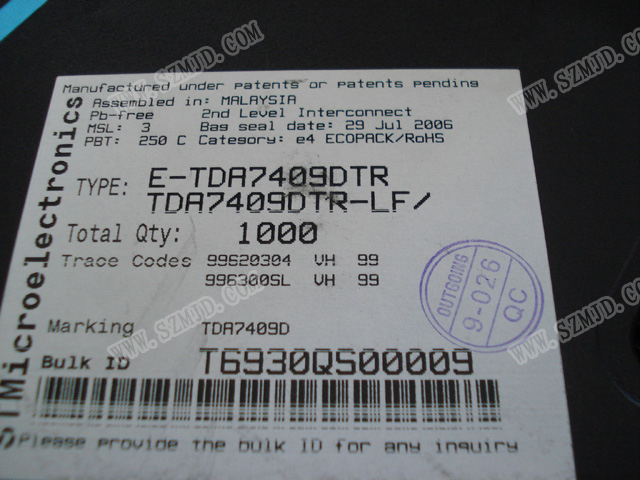 Manufactured under patents or patents pending
Assembled in: MALAYSIA
Pb-free 2nd Level Interconnect
MSL: 3 Bag seal date: 29 Jul 2006
PBT: 250 C Category: e4 ECOPACK/RoHS
TYPE: E-TDA7409DTR
TDA7409DTR-LF/
Total Qty: 1000
Trace Codes 99620304 VH 99
996300SL VH 99
Marking TDA7409D
Bulk ID T6930QS00009
Please provide the bulk ID for any inquiry
STMicroelectronics
OUTGOING
9-026
QC
WWW.SZMJD.COM
WWW.SZMJD.COM
WWW.SZMJD.COM
WWW.SZMJD.COM